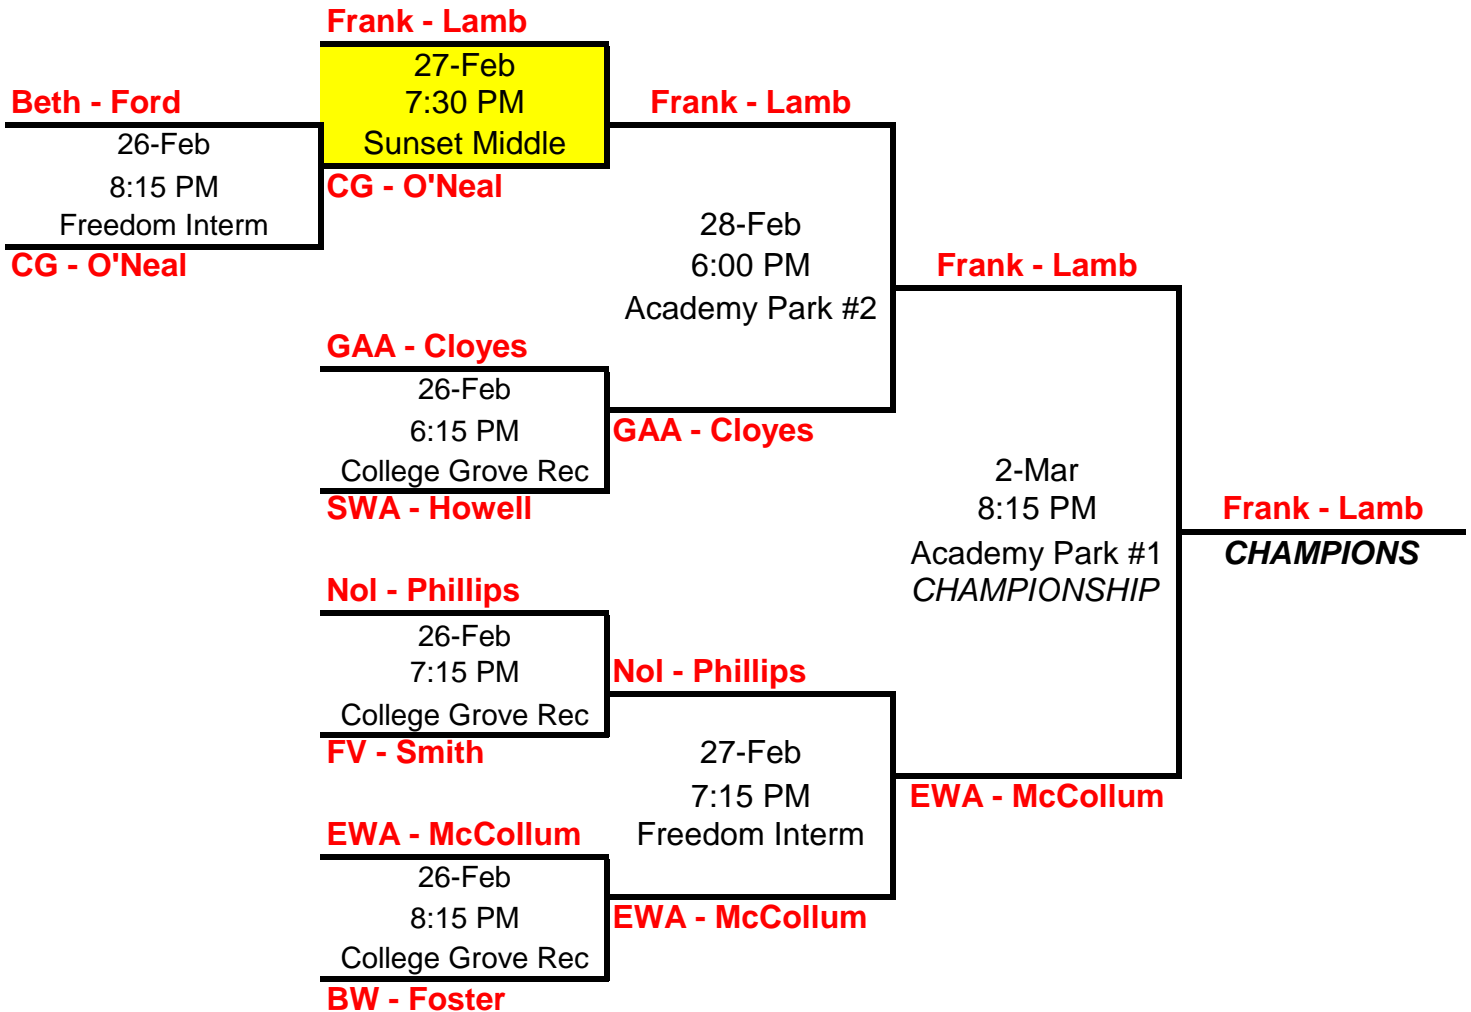 Frank - Lamb
27-Feb
7:30 PM
Sunset Middle
CG - O'Neal
Beth - Ford
26-Feb
8:15 PM
Freedom Interm
CG - O'Neal
Frank - Lamb
28-Feb
6:00 PM
Academy Park #2
GAA - Cloyes
GAA - Cloyes
26-Feb
6:15 PM
College Grove Rec
SWA - Howell
Frank - Lamb
2-Mar
8:15 PM
Academy Park #1
CHAMPIONSHIP
EWA - McCollum
Frank - Lamb
CHAMPIONS
Nol - Phillips
26-Feb
7:15 PM
College Grove Rec
FV - Smith
Nol - Phillips
27-Feb
7:15 PM
Freedom Interm
EWA - McCollum
EWA - McCollum
26-Feb
8:15 PM
College Grove Rec
BW - Foster